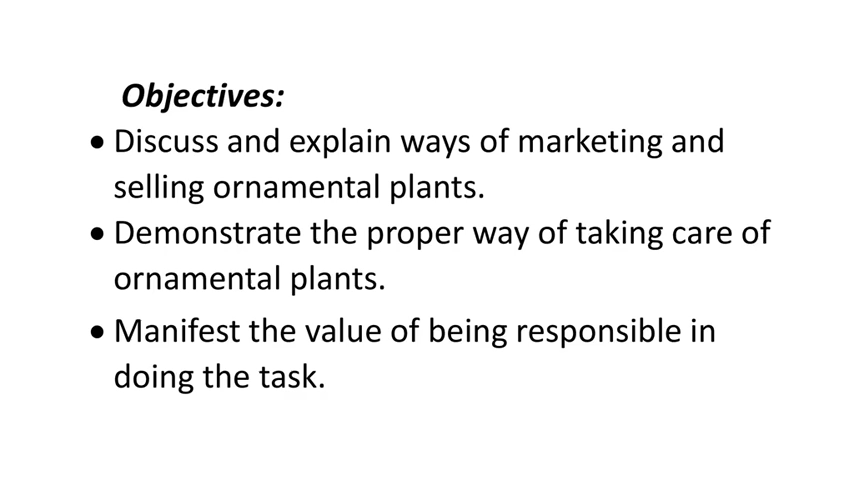 Objectives:
• Discuss and explain ways of marketing and
selling ornamental plants.
• Demonstrate the proper way of taking care of
ornamental plants.
• Manifest the value of being responsible in
doing the task.